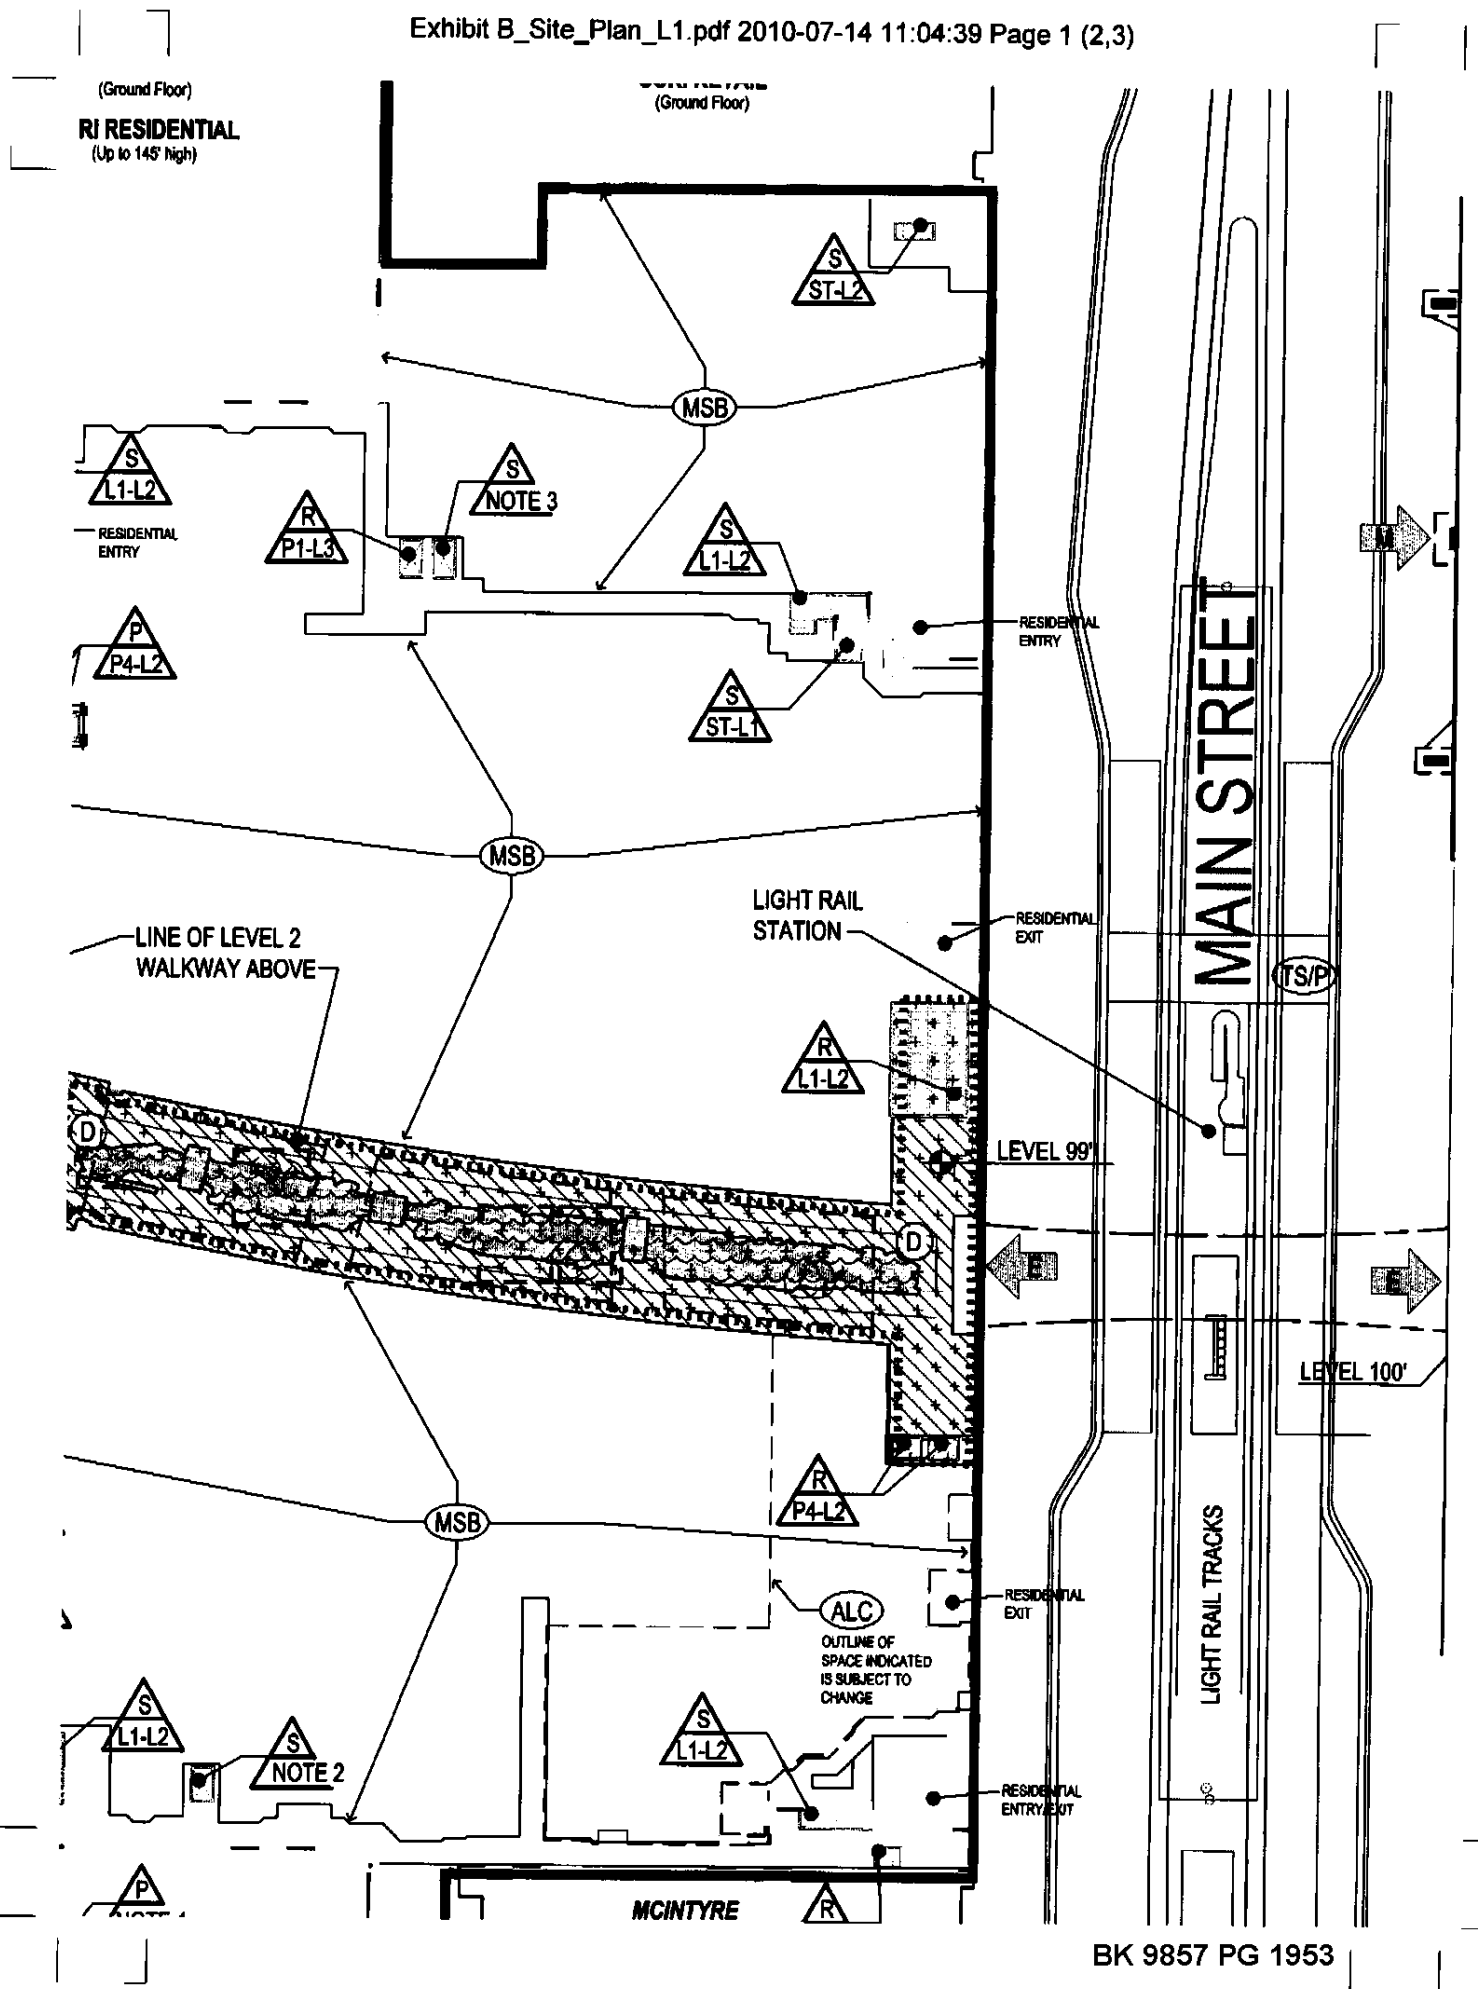 Exhibit B_Site_Plan_L1.pdf 2010-07-14 11:04:39 Page 1 (2,3)
(Ground Floor)
RI RESIDENTIAL
(Up to 145' high)
(Ground Floor)
S
ST-L2
MSB
S
L1-L2
RESIDENTIAL
ENTRY
R
P1-L3
S
NOTE 3
S
L1-L2
M
P
P4-L2
RESIDENTIAL
ENTRY
S
ST-L1
MAIN STREET
MSB
LINE OF LEVEL 2
WALKWAY ABOVE
LIGHT RAIL
STATION
RESIDENTIAL
EXIT
TS/P
R
L1-L2
D
LEVEL 99'
D
E
E
LEVEL 100'
R
P4-L2
MSB
LIGHT RAIL TRACKS
ALC
OUTLINE OF
SPACE INDICATED
IS SUBJECT TO
CHANGE
RESIDENTIAL
EXIT
S
L1-L2
S
NOTE 2
S
L1-L2
RESIDENTIAL
ENTRY/EXIT
P
MCINTYRE
R
BK 9857 PG 1953